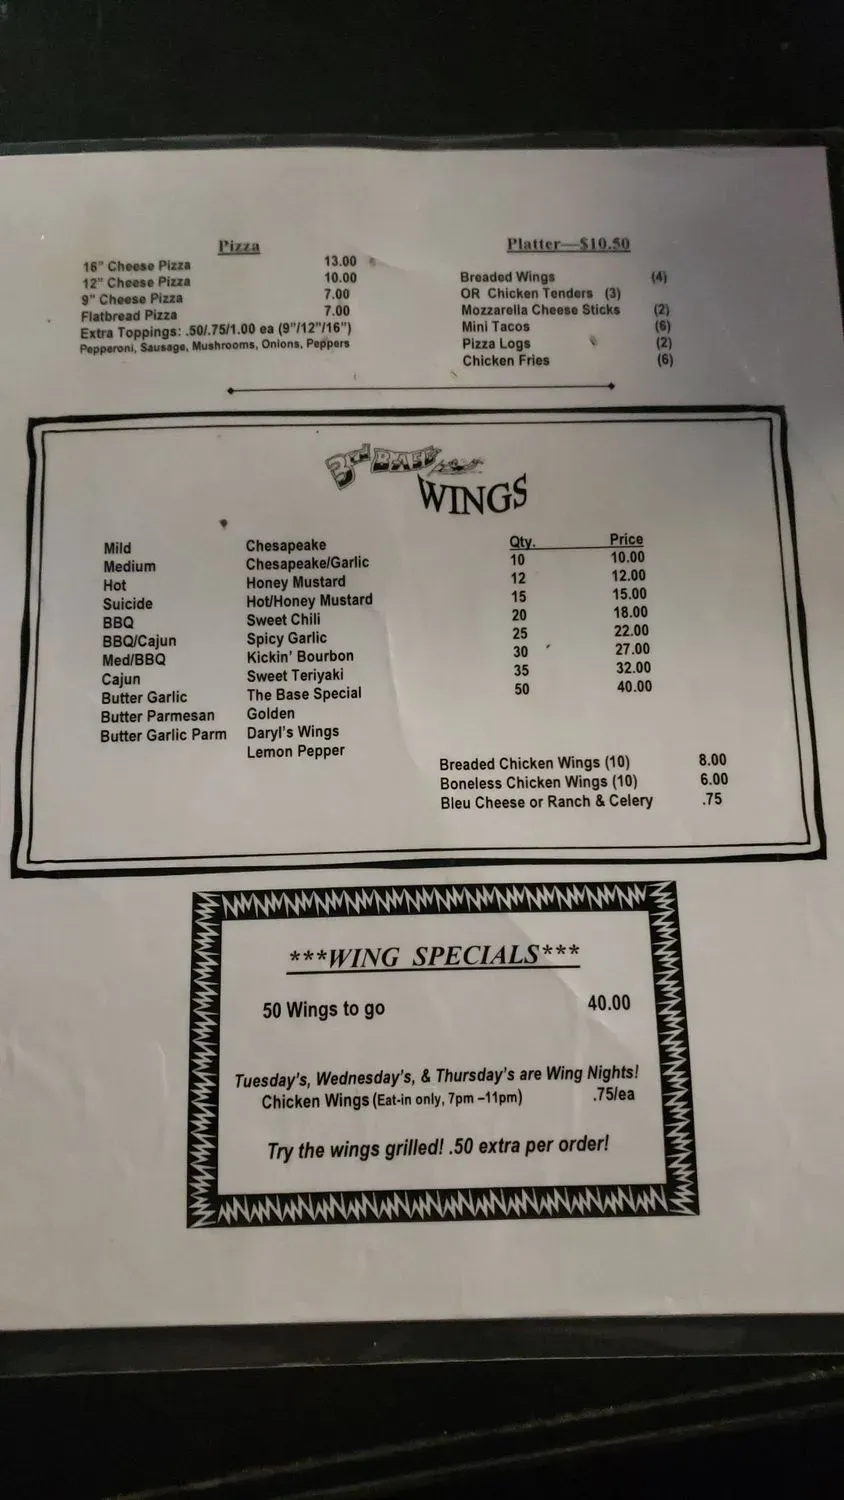 Pizza
16" Cheese Pizza 13.00
12" Cheese Pizza 10.00
9" Cheese Pizza 7.00
Flatbread Pizza 7.00
Extra Toppings: .50/.75/1.00 ea (9"/12"/16")
Pepperoni, Sausage, Mushrooms, Onions, Peppers
Platter—$10.50
Breaded Wings (4)
OR Chicken Tenders (3)
Mozzarella Cheese Sticks (2)
Mini Tacos (6)
Pizza Logs (2)
Chicken Fries (6)
3rd BASE
WINGS
Mild
Medium
Hot
Suicide
BBQ
BBQ/Cajun
Med/BBQ
Cajun
Butter Garlic
Butter Parmesan
Butter Garlic Parm
Chesapeake
Chesapeake/Garlic
Honey Mustard
Hot/Honey Mustard
Sweet Chili
Spicy Garlic
Kickin' Bourbon
Sweet Teriyaki
The Base Special
Golden
Daryl's Wings
Lemon Pepper
Qty. Price
10 10.00
12 12.00
15 15.00
20 18.00
25 22.00
30 27.00
35 32.00
50 40.00
Breaded Chicken Wings (10) 8.00
Boneless Chicken Wings (10) 6.00
Bleu Cheese or Ranch & Celery .75
***WING SPECIALS***
50 Wings to go 40.00
Tuesday's, Wednesday's, & Thursday's are Wing Nights!
Chicken Wings (Eat-in only, 7pm –11pm) .75/ea
Try the wings grilled! .50 extra per order!